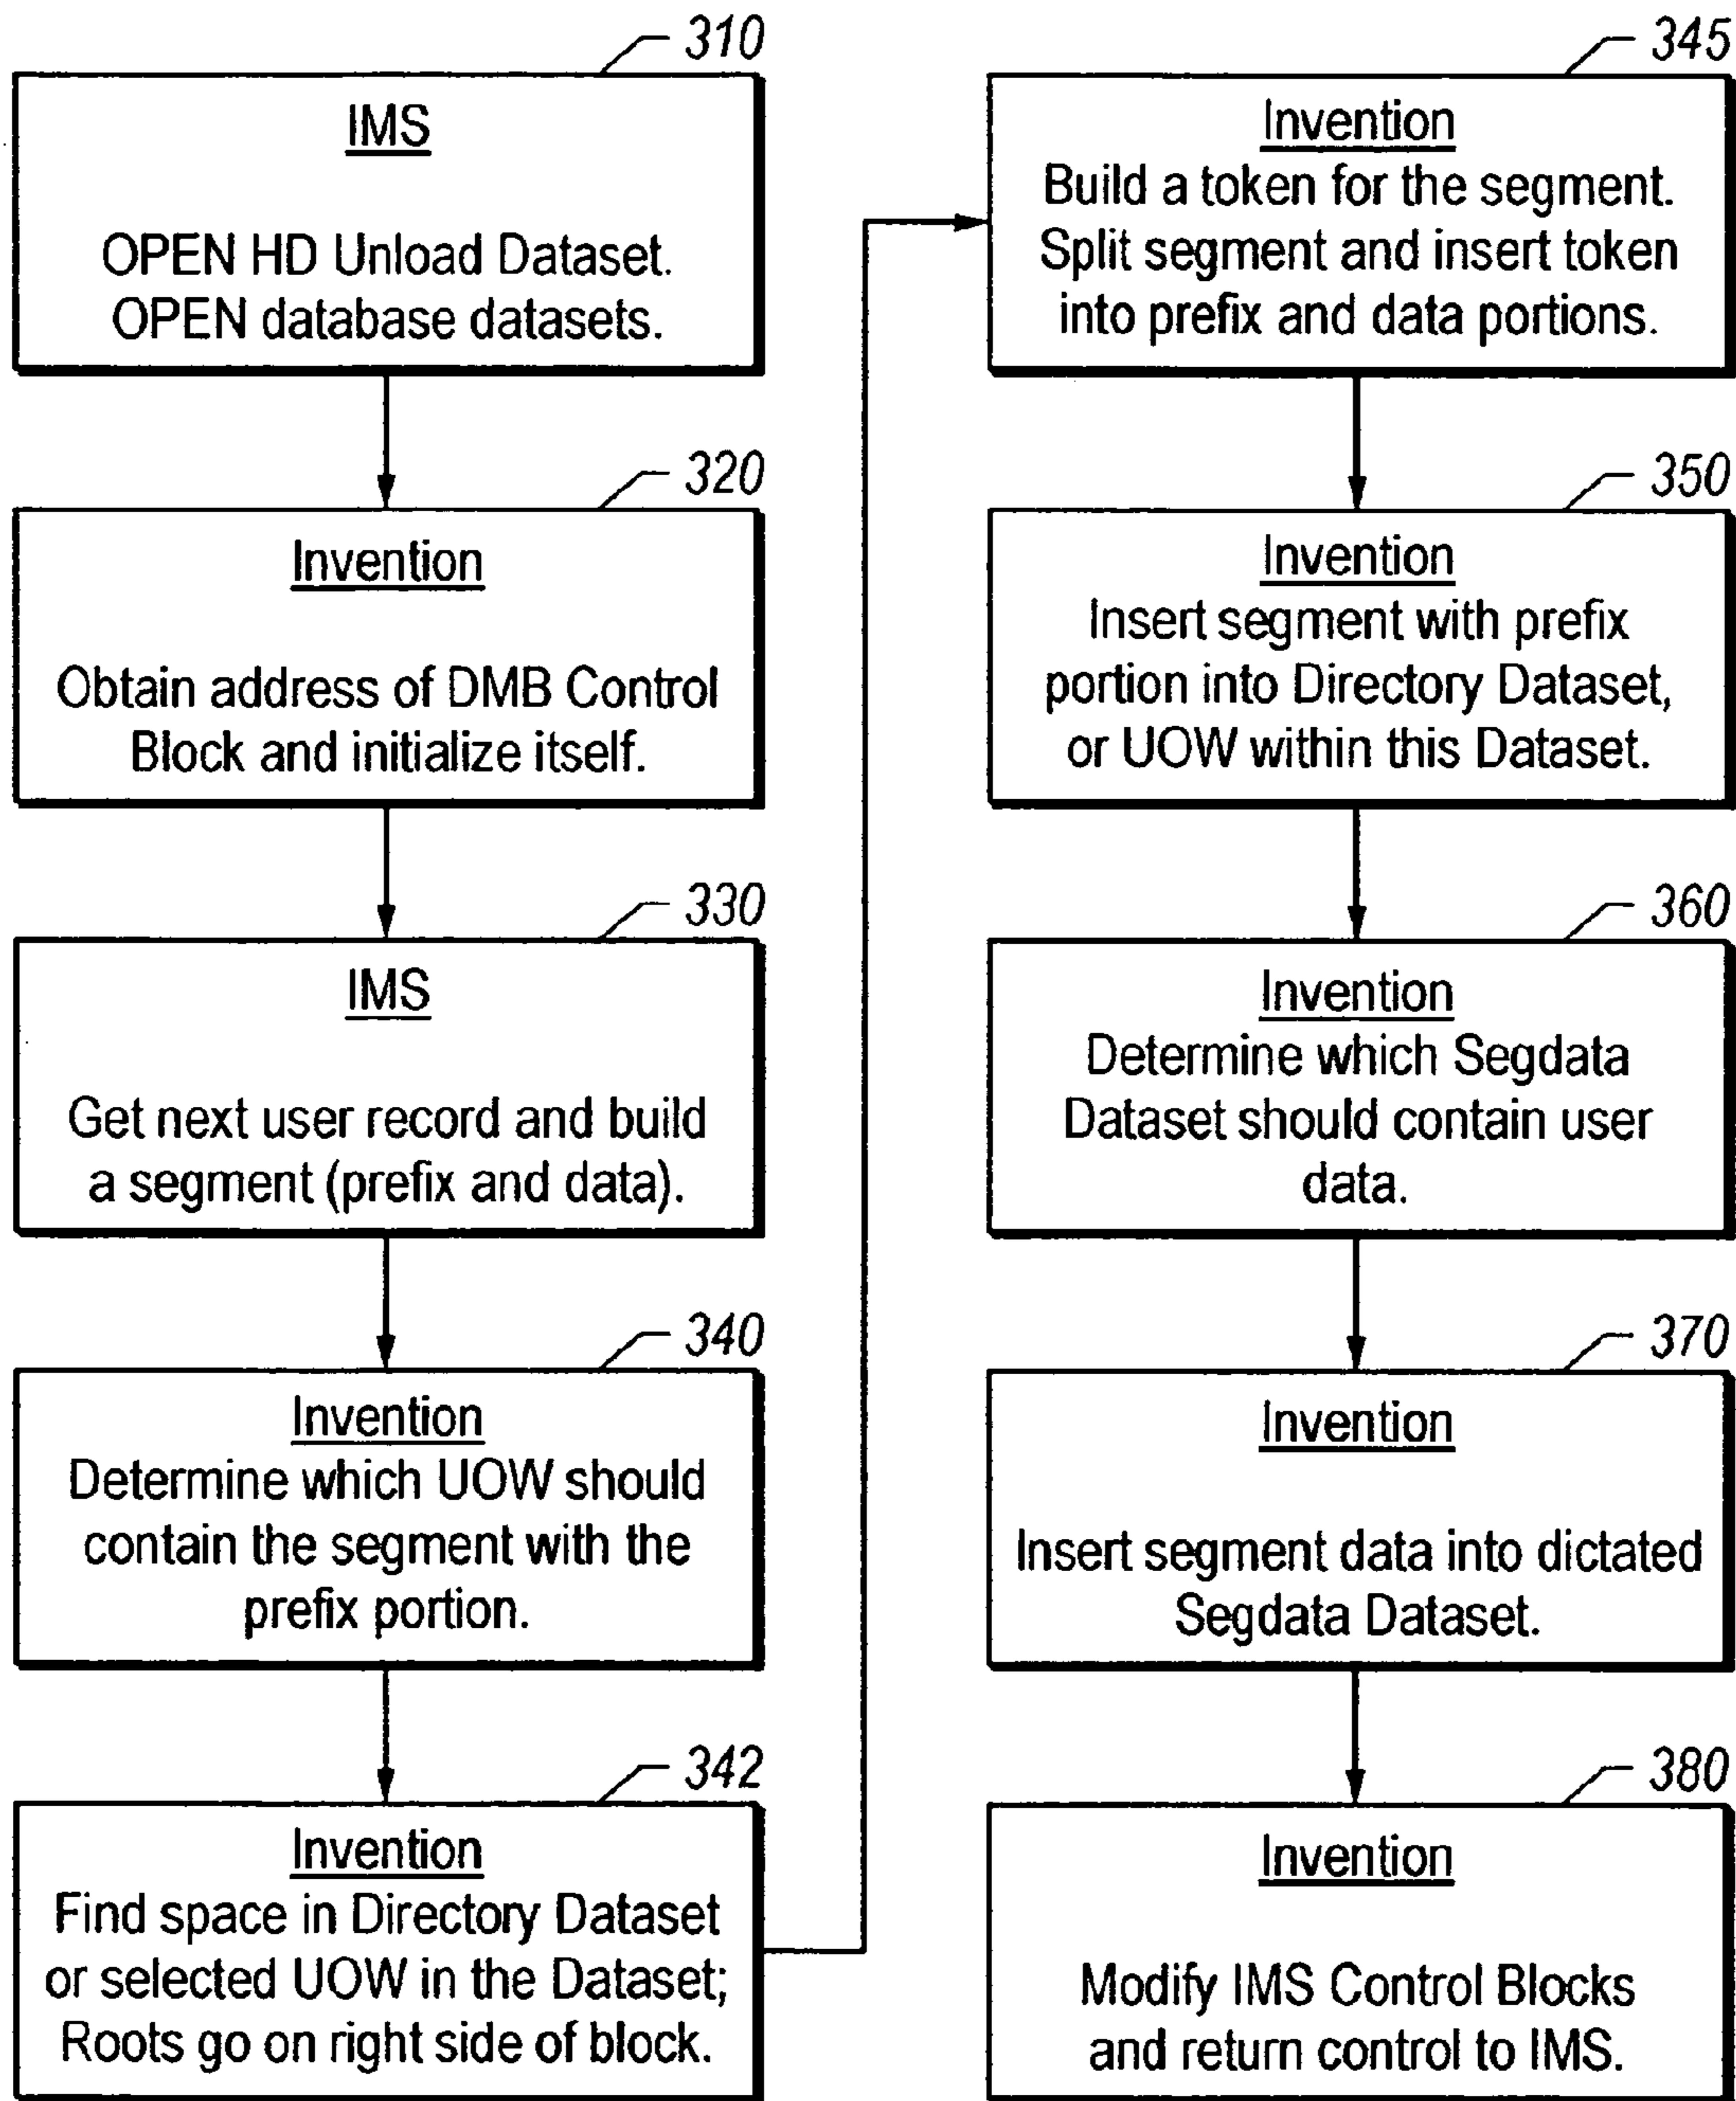 310
IMS
OPEN HD Unload Dataset.
OPEN database datasets.
320
Invention
Obtain address of DMB Control
Block and initialize itself.
330
IMS
Get next user record and build
a segment (prefix and data).
340
Invention
Determine which UOW should
contain the segment with the
prefix portion.
342
Invention
Find space in Directory Dataset
or selected UOW in the Dataset;
Roots go on right side of block.
345
Invention
Build a token for the segment.
Split segment and insert token
into prefix and data portions.
350
Invention
Insert segment with prefix
portion into Directory Dataset,
or UOW within this Dataset.
360
Invention
Determine which Segdata
Dataset should contain user
data.
370
Invention
Insert segment data into dictated
Segdata Dataset.
380
Invention
Modify IMS Control Blocks
and return control to IMS.